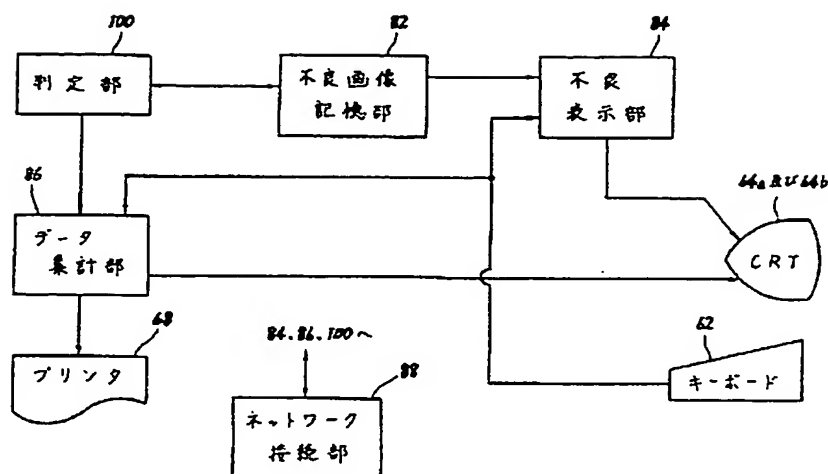 100
判定部
82
不良画像
記憶部
84
不良
表示部
86
データ
集計部
64a及び64b
CRT
68
プリンタ
84.86.100へ
88
ネットワーク
接続部
62
キーボード